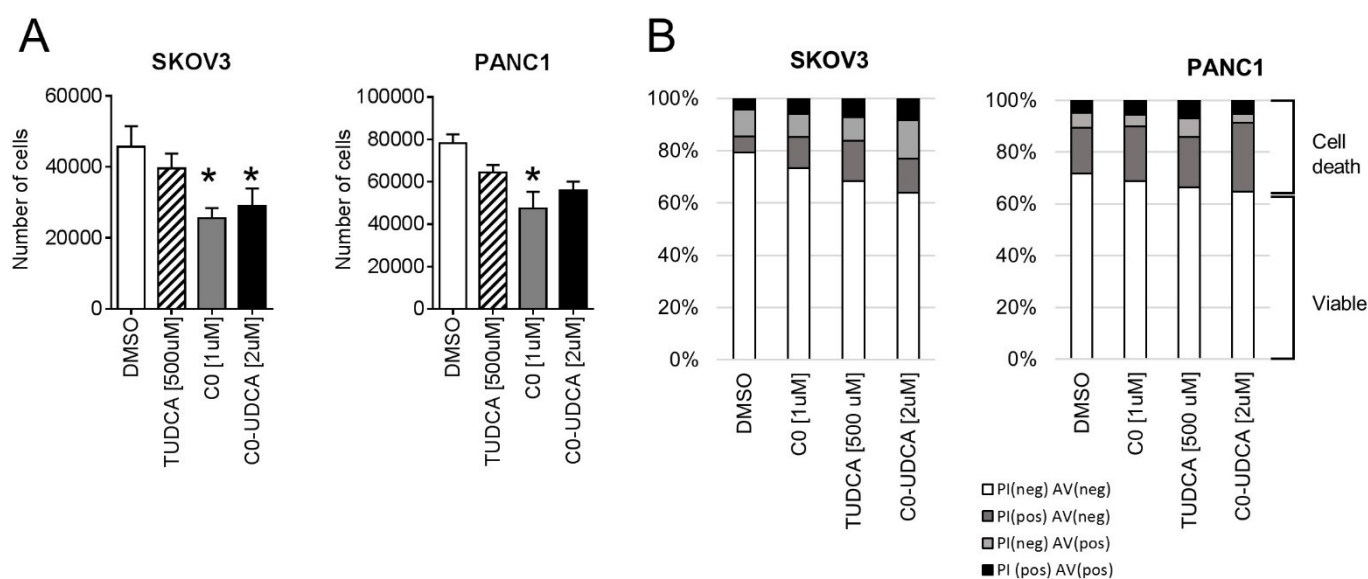 A
SKOV3
PANC1
Number of cells
60000
40000
20000
0
* *
DMSO
TUDCA [500uM]
C0 [1uM]
C0-UDCA [2uM]
Number of cells
100000
80000
60000
40000
20000
0
*
DMSO
TUDCA [500uM]
C0 [1uM]
C0-UDCA [2uM]
B
SKOV3
PANC1
100%
80%
60%
40%
20%
0%
DMSO
C0 [1uM]
TUDCA [500 uM]
C0-UDCA [2uM]
100%
80%
60%
40%
20%
0%
DMSO
C0 [1uM]
TUDCA [500 uM]
C0-UDCA [2uM]
Cell
death
Viable
PI(neg) AV(neg)
PI(pos) AV(neg)
PI(neg) AV(pos)
PI (pos) AV(pos)